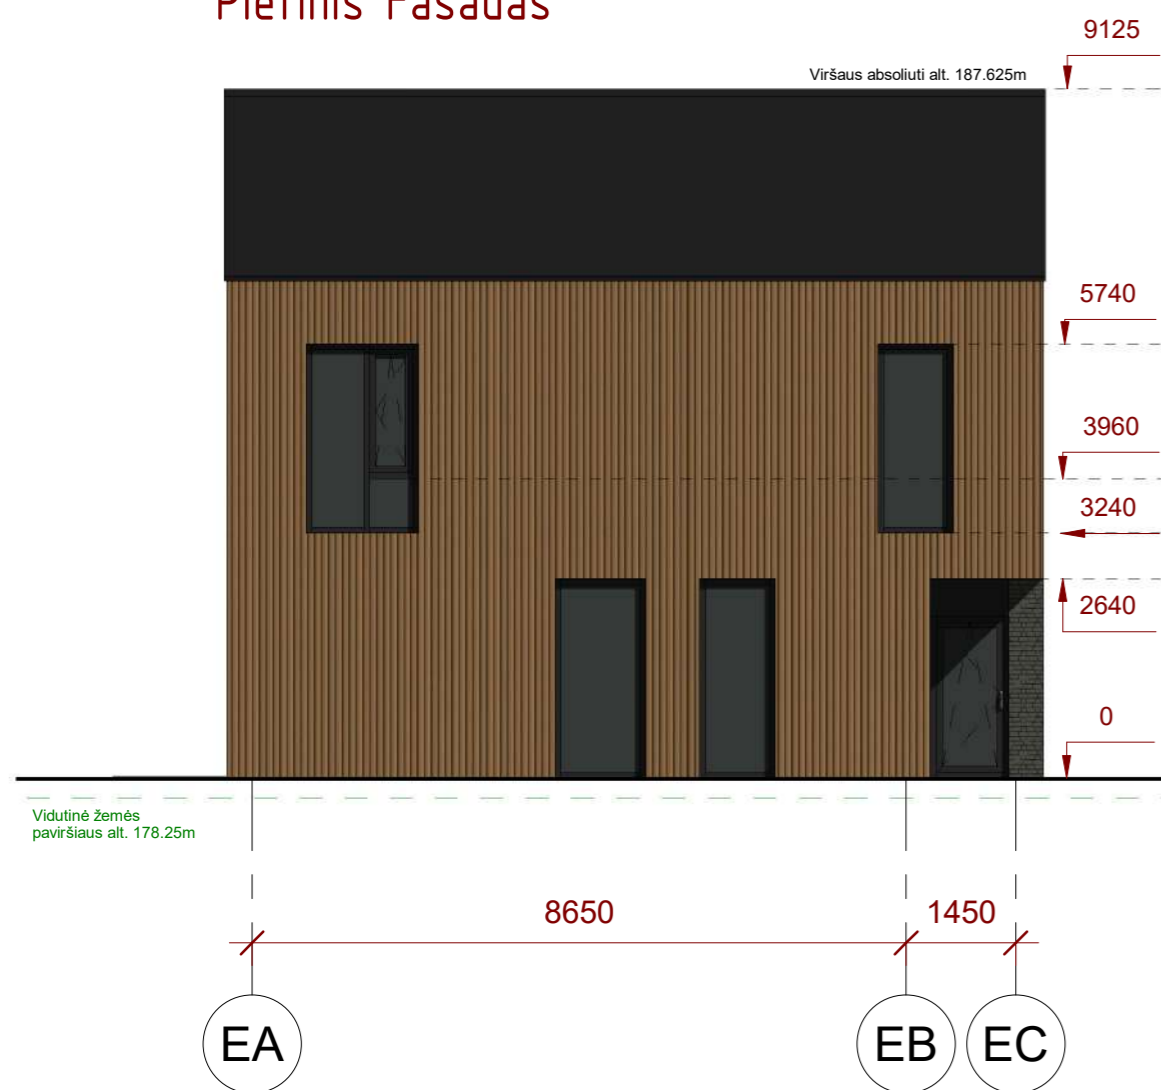 Pietinis Fasadas
9125
Viršaus absoliuti alt. 187.625m
5740
3960
3240
2640
0
Vidutinė žemės
paviršiaus alt. 178.25m
8650
1450
EA
EB
EC